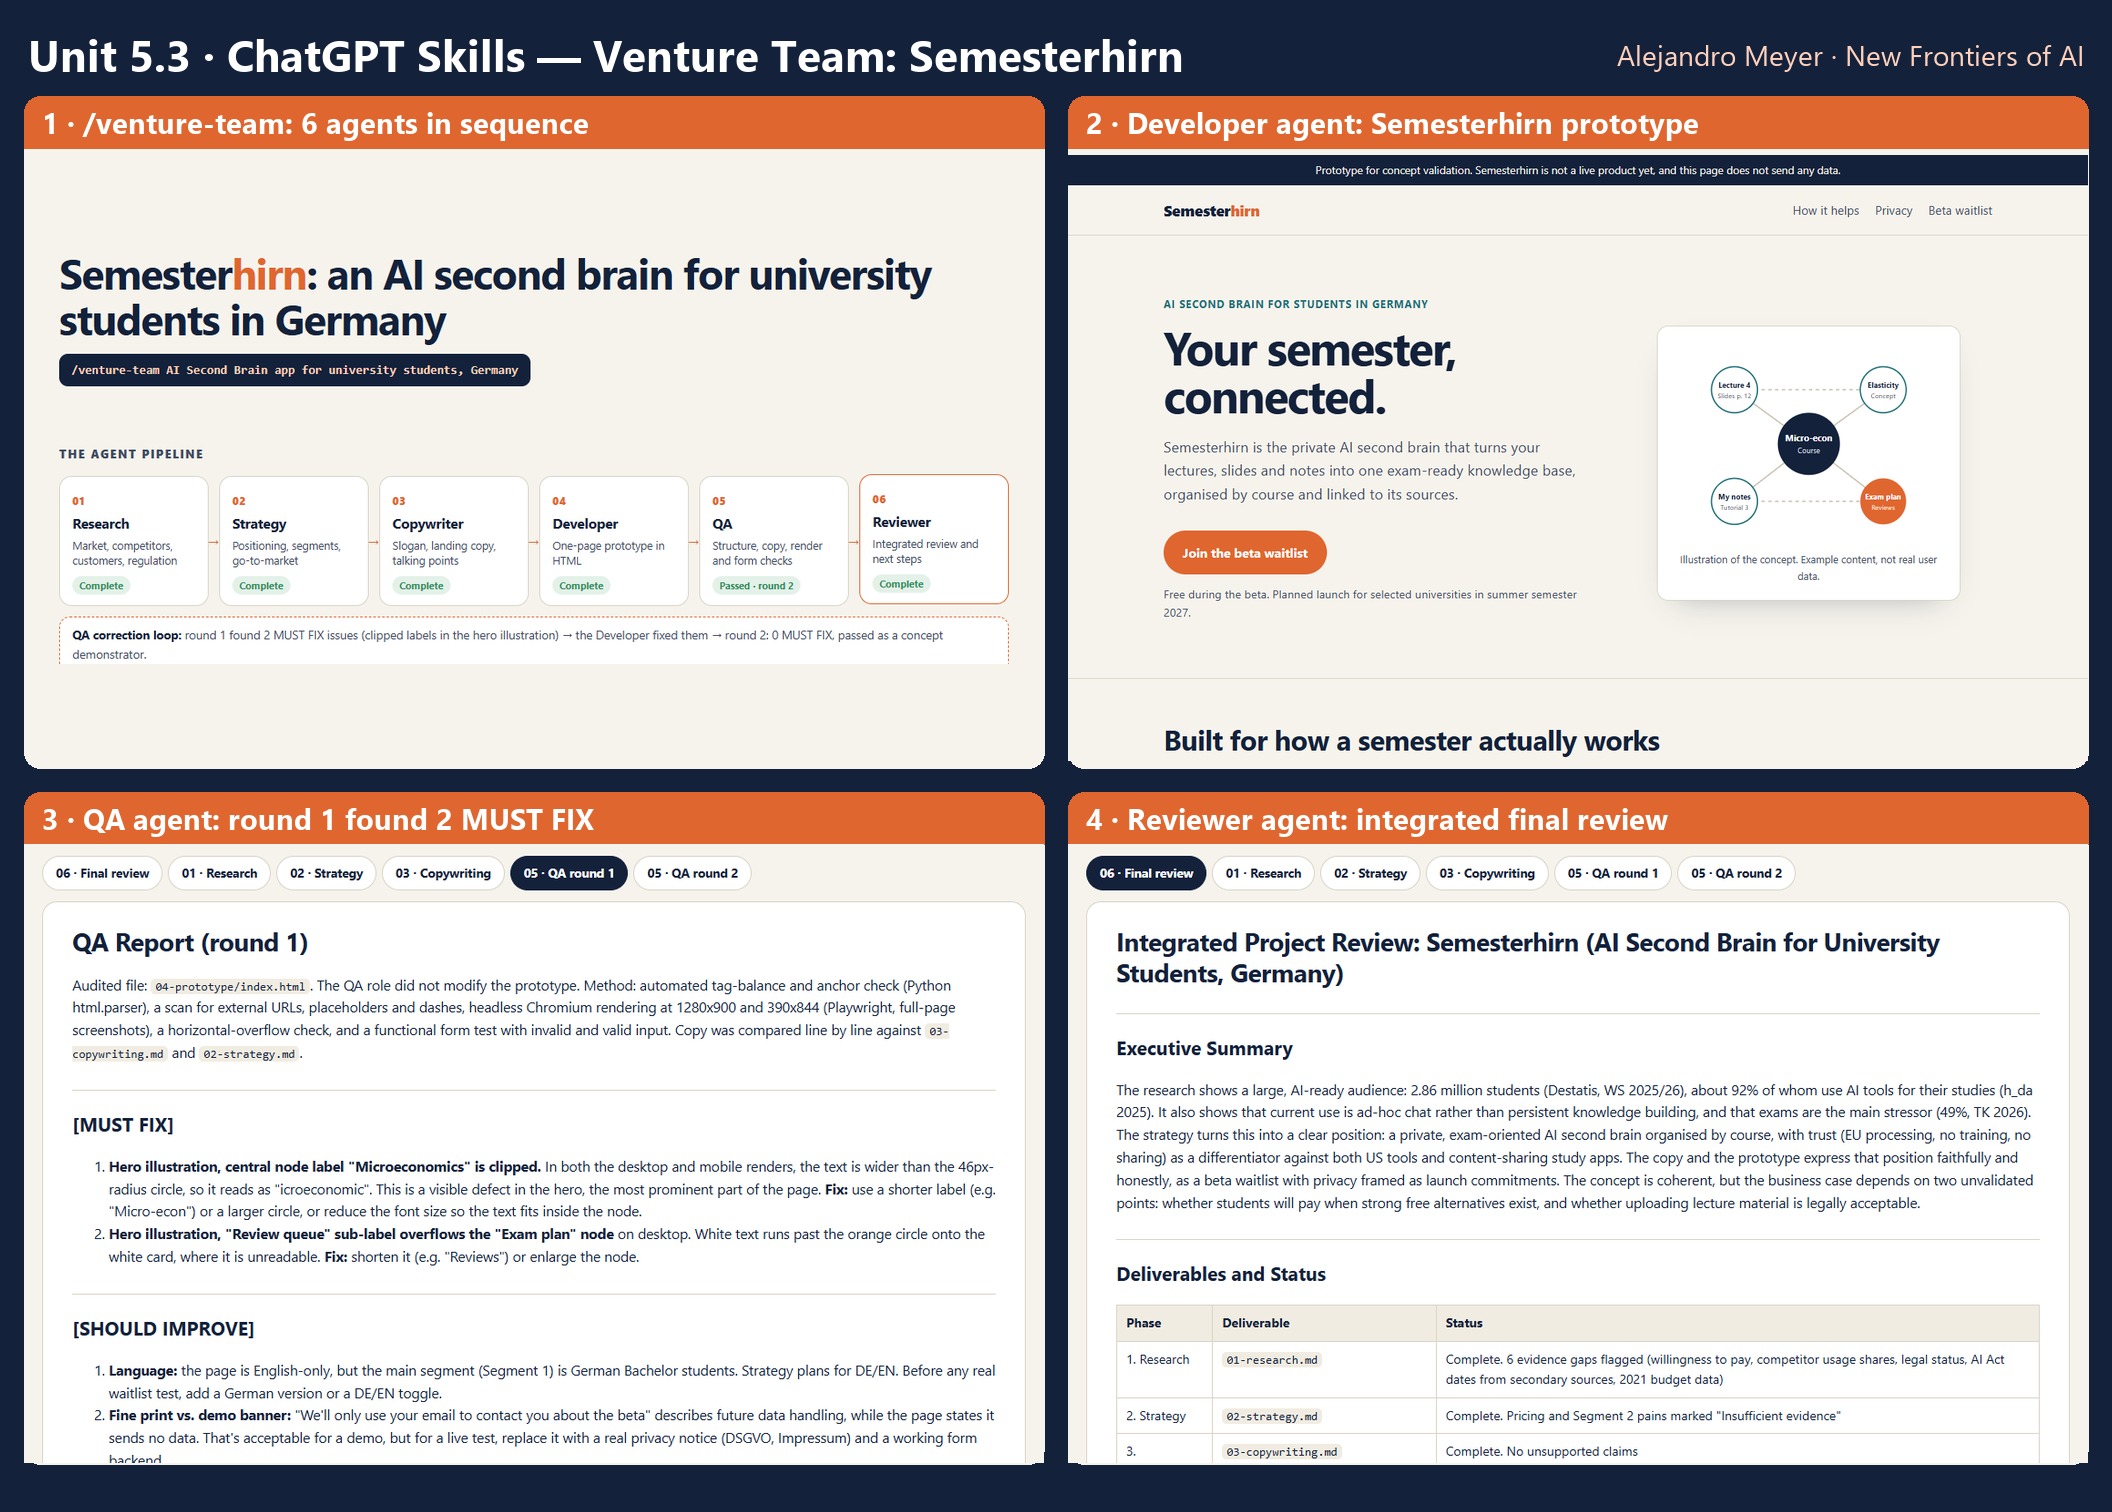 Unit 5.3 · ChatGPT Skills — Venture Team: Semesterhirn
Alejandro Meyer · New Frontiers of AI
1 · /venture-team: 6 agents in sequence
Semesterhirn: an AI second brain for university
students in Germany
/venture-team AI Second Brain app for university students, Germany
THE AGENT PIPELINE
01
Research
Market, competitors,
customers, regulation
Complete
→
02
Strategy
Positioning, segments,
go-to-market
Complete
→
03
Copywriter
Slogan, landing copy,
talking points
Complete
→
04
Developer
One-page prototype in
HTML
Complete
→
05
QA
Structure, copy, render
and form checks
Passed · round 2
→
06
Reviewer
Integrated review and
next steps
Complete
QA correction loop: round 1 found 2 MUST FIX issues (clipped labels in the hero illustration) → the Developer fixed them → round 2: 0 MUST FIX, passed as a concept
demonstrator.
2 · Developer agent: Semesterhirn prototype
Prototype for concept validation. Semesterhirn is not a live product yet, and this page does not send any data.
Semesterhirn
How it helps Privacy Beta waitlist
AI SECOND BRAIN FOR STUDENTS IN GERMANY
Your semester,
connected.
Semesterhirn is the private AI second brain that turns your
lectures, slides and notes into one exam-ready knowledge base,
organised by course and linked to its sources.
Join the beta waitlist
Free during the beta. Planned launch for selected universities in summer semester
2027.
Lecture 4
Slides p. 12
Elasticity
Concept
Micro-econ
Course
My notes
Tutorial 3
Exam plan
Reviews
Illustration of the concept. Example content, not real user
data.
Built for how a semester actually works
3 · QA agent: round 1 found 2 MUST FIX
06 · Final review 01 · Research 02 · Strategy 03 · Copywriting 05 · QA round 1 05 · QA round 2
QA Report (round 1)
Audited file: 04-prototype/index.html. The QA role did not modify the prototype. Method: automated tag-balance and anchor check (Python
html.parser), a scan for external URLs, placeholders and dashes, headless Chromium rendering at 1280x900 and 390x844 (Playwright, full-page
screenshots), a horizontal-overflow check, and a functional form test with invalid and valid input. Copy was compared line by line against 03-
copywriting.md and 02-strategy.md.
[MUST FIX]
1. Hero illustration, central node label "Microeconomics" is clipped. In both the desktop and mobile renders, the text is wider than the 46px-
radius circle, so it reads as "icroeconomic". This is a visible defect in the hero, the most prominent part of the page. Fix: use a shorter label (e.g.
"Micro-econ") or a larger circle, or reduce the font size so the text fits inside the node.
2. Hero illustration, "Review queue" sub-label overflows the "Exam plan" node on desktop. White text runs past the orange circle onto the
white card, where it is unreadable. Fix: shorten it (e.g. "Reviews") or enlarge the node.
[SHOULD IMPROVE]
1. Language: the page is English-only, but the main segment (Segment 1) is German Bachelor students. Strategy plans for DE/EN. Before any real
waitlist test, add a German version or a DE/EN toggle.
2. Fine print vs. demo banner: "We'll only use your email to contact you about the beta" describes future data handling, while the page states it
sends no data. That's acceptable for a demo, but for a live test, replace it with a real privacy notice (DSGVO, Impressum) and a working form
backend.
4 · Reviewer agent: integrated final review
06 · Final review 01 · Research 02 · Strategy 03 · Copywriting 05 · QA round 1 05 · QA round 2
Integrated Project Review: Semesterhirn (AI Second Brain for University
Students, Germany)
Executive Summary
The research shows a large, AI-ready audience: 2.86 million students (Destatis, WS 2025/26), about 92% of whom use AI tools for their studies (h_da
2025). It also shows that current use is ad-hoc chat rather than persistent knowledge building, and that exams are the main stressor (49%, TK 2026).
The strategy turns this into a clear position: a private, exam-oriented AI second brain organised by course, with trust (EU processing, no training, no
sharing) as a differentiator against both US tools and content-sharing study apps. The copy and the prototype express that position faithfully and
honestly, as a beta waitlist with privacy framed as launch commitments. The concept is coherent, but the business case depends on two unvalidated
points: whether students will pay when strong free alternatives exist, and whether uploading lecture material is legally acceptable.
Deliverables and Status
Phase Deliverable Status
1. Research 01-research.md Complete. 6 evidence gaps flagged (willingness to pay, competitor usage shares, legal status, AI Act
dates from secondary sources, 2021 budget data)
2. Strategy 02-strategy.md Complete. Pricing and Segment 2 pains marked "Insufficient evidence"
3. 03-copywriting.md Complete. No unsupported claims